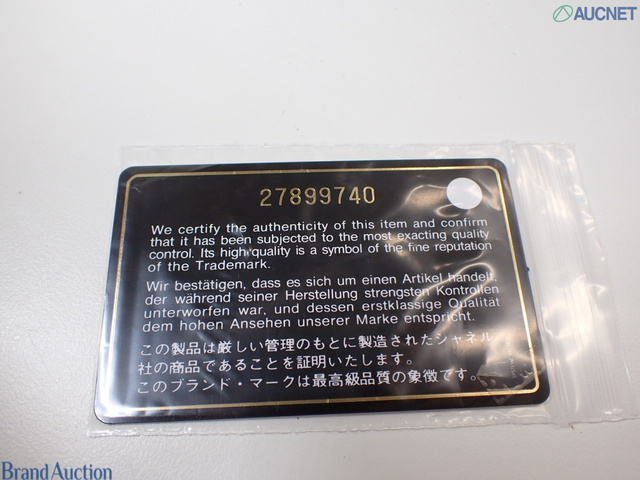 AUCNET
27899740
We certify the authenticity of this item and confirm
that it has been subjected to the most exacting quality
control. Its high quality is a symbol of the fine reputation
of the Trademark.
Wir bestätigen, dass es sich um einen Artikel handelt,
der während seiner Herstellung strengsten Kontrollen
unterworfen war, und dessen erstklassige Qualität
dem hohen Ansehen unserer Marke entspricht.
この製品は厳しい管理のもとに製造されたシャネル
社の商品であることを証明いたします。
このブランド・マークは最高級品質の象徴です。
Brand Auction